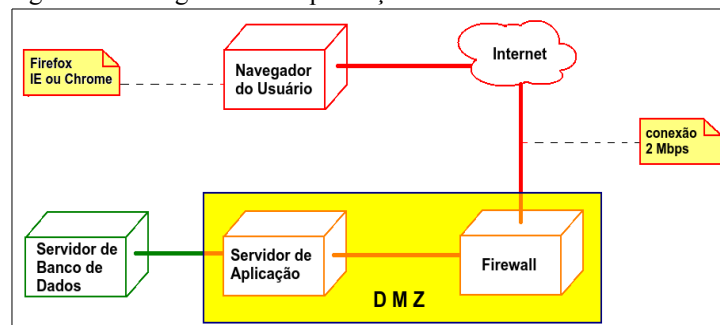 Firefox
IE ou Chrome
Navegador
do Usuário
Internet
conexão
2 Mbps
Servidor de
Banco de
Dados
Servidor de
Aplicação
Firewall
D M Z